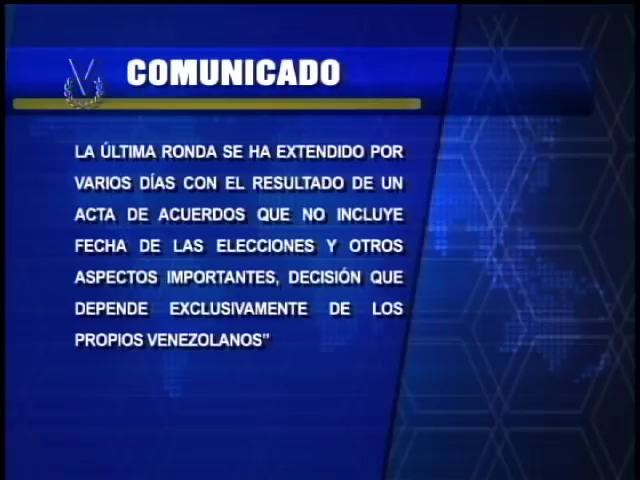 COMUNICADO
LA ÚLTIMA RONDA SE HA EXTENDIDO POR
VARIOS DÍAS CON EL RESULTADO DE UN
ACTA DE ACUERDOS QUE NO INCLUYE
FECHA DE LAS ELECCIONES Y OTROS
ASPECTOS IMPORTANTES, DECISIÓN QUE
DEPENDE EXCLUSIVAMENTE DE LOS
PROPIOS VENEZOLANOS”